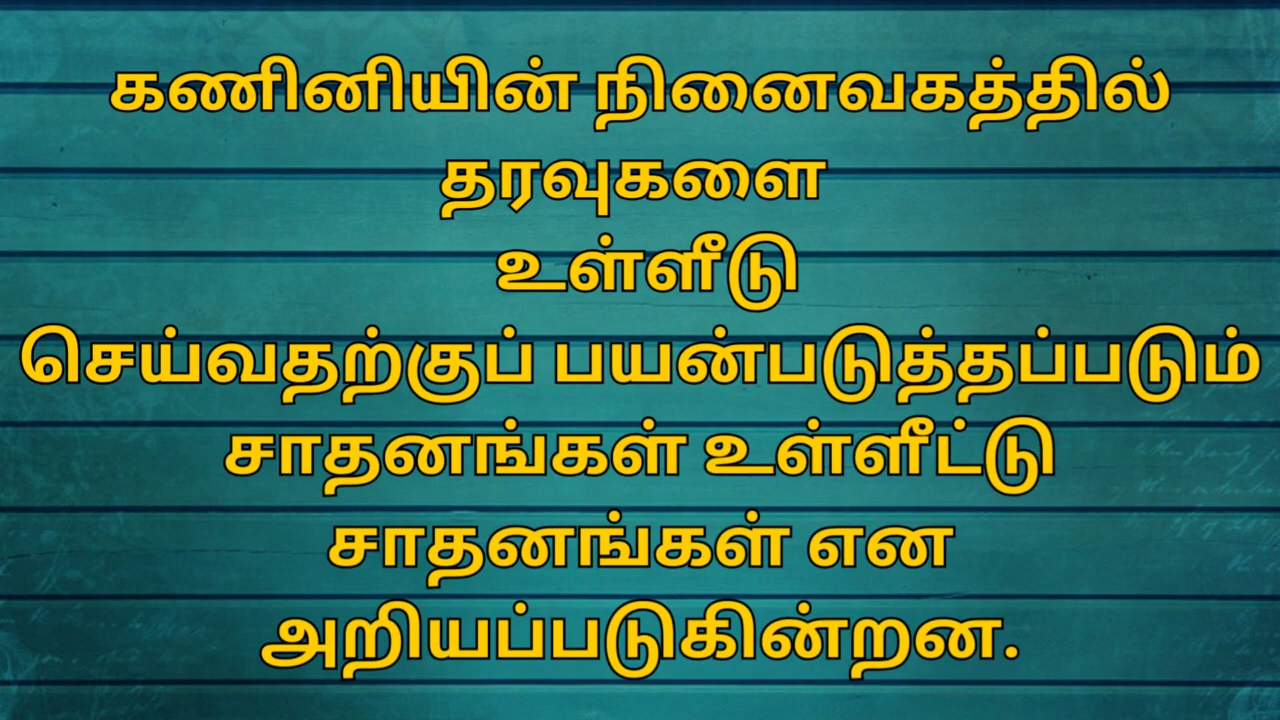 கணினியின் நினைவகத்தில்
தரவுகளை
உள்ளீடு
செய்வதற்குப் பயன்படுத்தப்படும்
சாதனங்கள் உள்ளீட்டு
சாதனங்கள் என
அறியப்படுகின்றன.